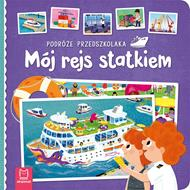 PODRÓŻE PRZEDSZKOLAKA
Mój rejs statkiem